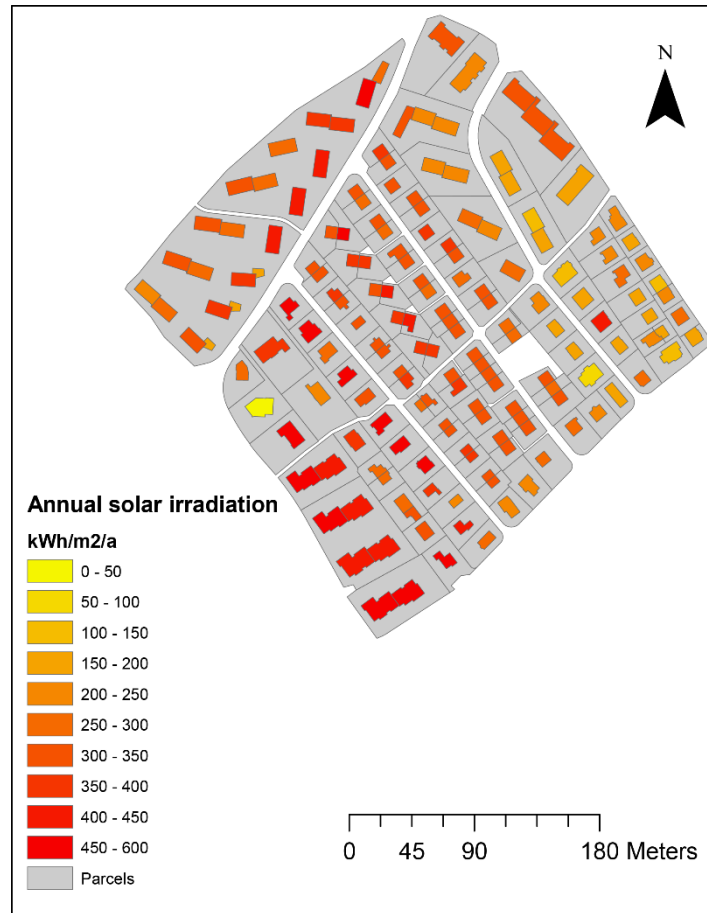 N
Annual solar irradiation
kWh/m2/a
0 - 50
50 - 100
100 - 150
150 - 200
200 - 250
250 - 300
300 - 350
350 - 400
400 - 450
450 - 600
Parcels
0 45 90 180 Meters